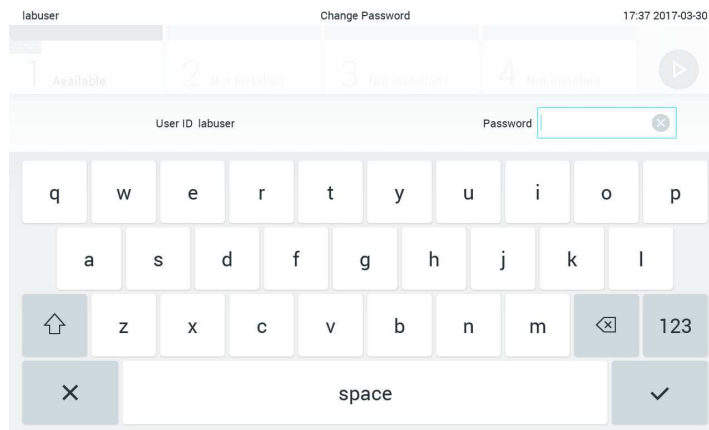 labuser Change Password 17:37 2017-03-30
1 Available 2 Not installed 3 Not installed 4 Not installed
User ID labuser Password
q w e r t y u i o p
a s d f g h j k l
z x c v b n m 123
space